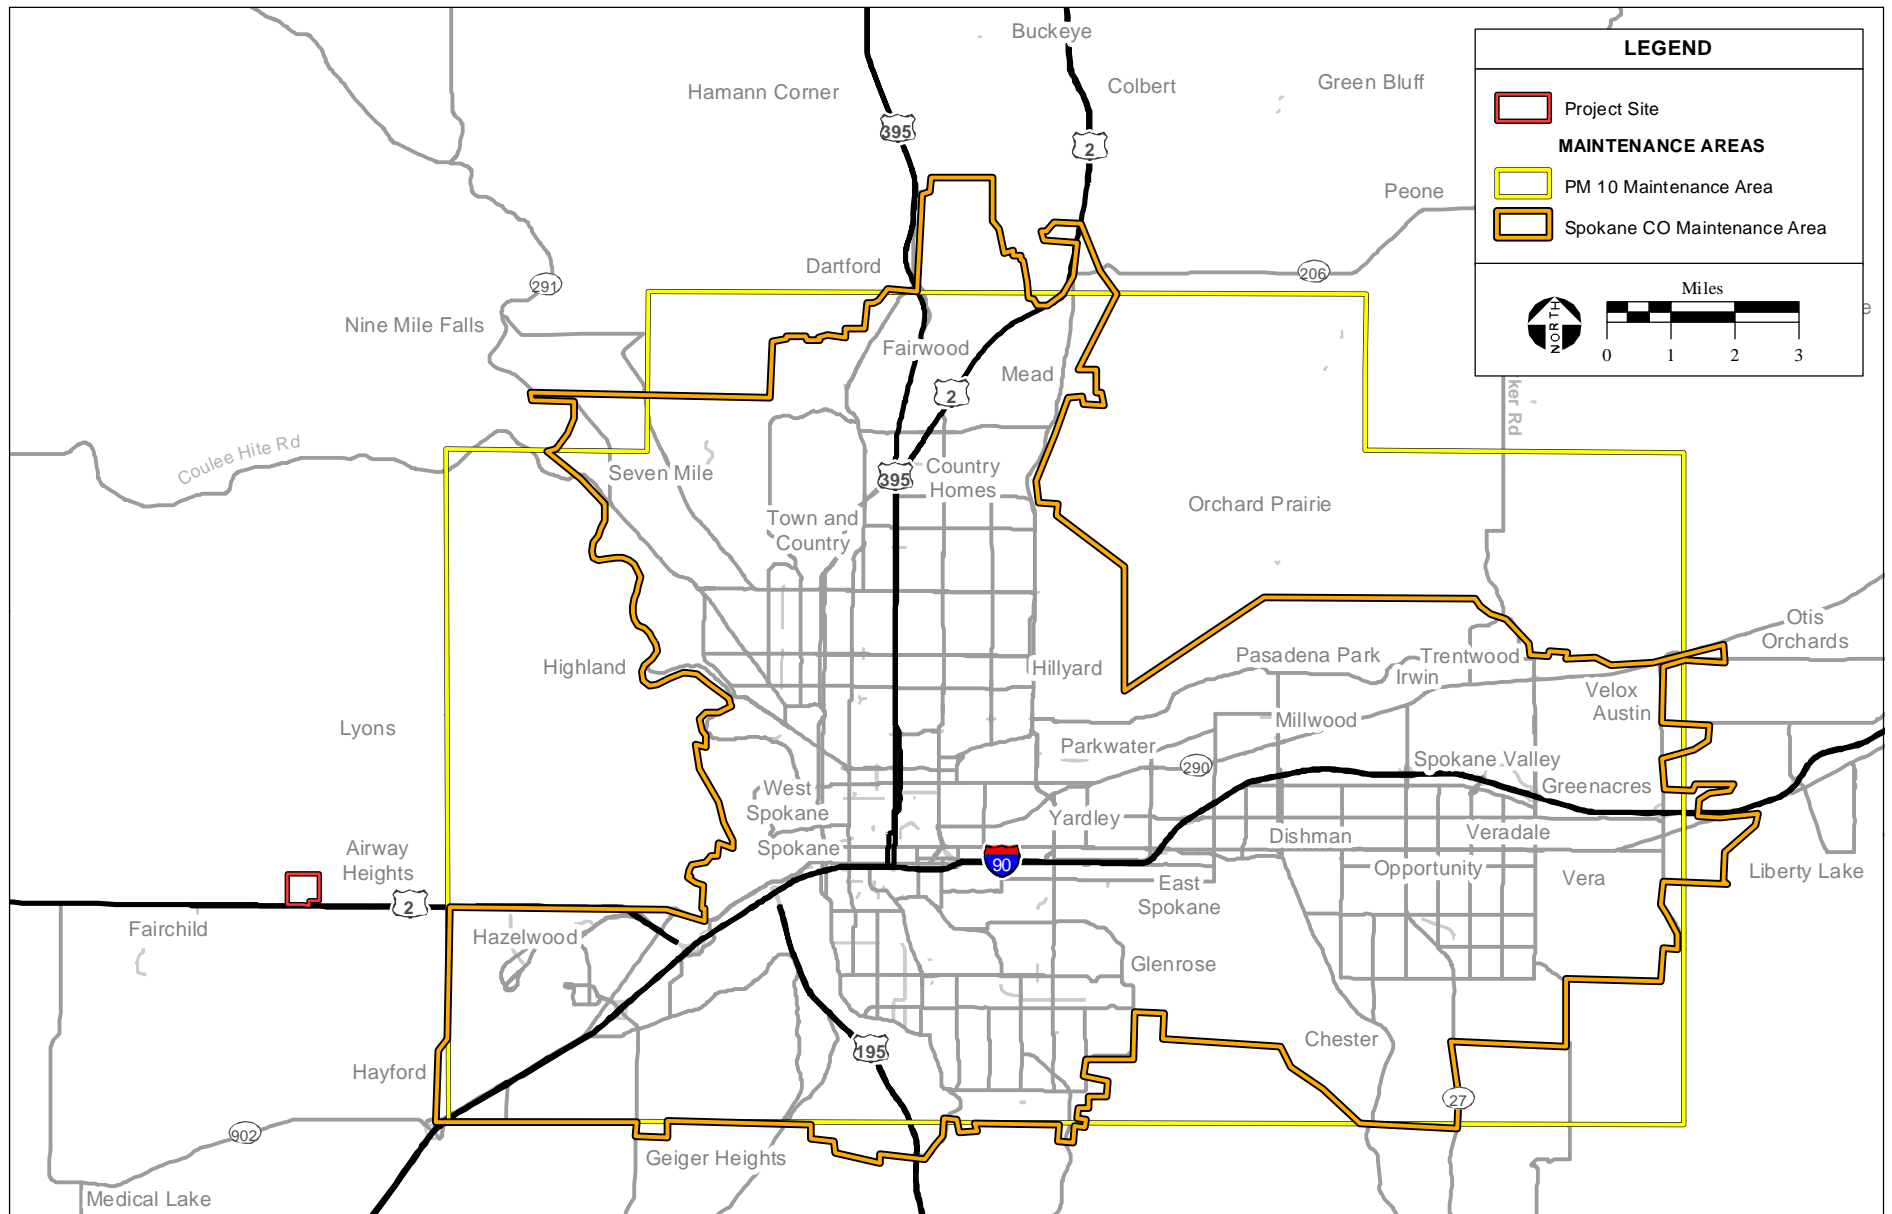 Buckeye
Hamann Corner
Colbert
Green Bluff
LEGEND
Project Site
MAINTENANCE AREAS
PM 10 Maintenance Area
Spokane CO Maintenance Area
Miles
NORTH
0 1 2 3
395
2
Peone
Dartford
206
291
Nine Mile Falls
Fairwood
Mead
2
ker Rd
e
Coulee Hite Rd
Seven Mile
395
Country
Homes
Orchard Prairie
Town and
Country
Otis
Orchards
Highland
Hillyard
Pasadena Park
Trentwood
Irwin
Velox
Austin
Lyons
Millwood
Parkwater
290
Spokane Valley
Greenacres
West
Spokane
Yardley
Dishman
Veradale
Spokane
Airway
Heights
90
East
Spokane
Opportunity
Vera
Liberty Lake
2
Fairchild
Hazelwood
Glenrose
Chester
195
Hayford
27
902
Geiger Heights
Medical Lake